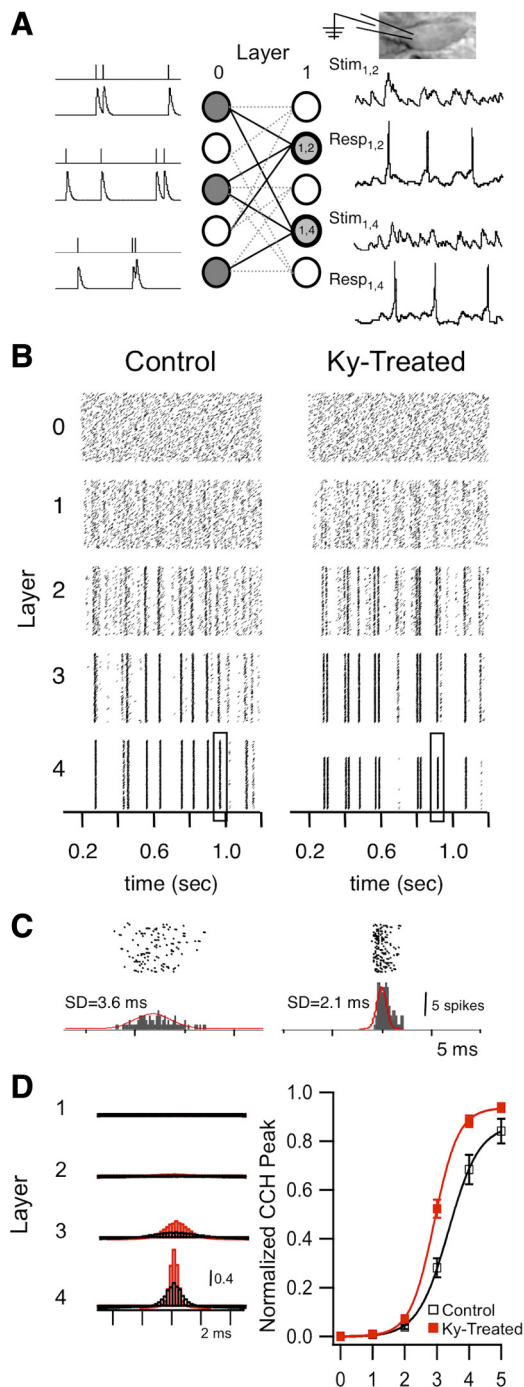 A
Layer
0 1
Stim1,2
Resp1,2
1,2
Stim1,4
1,4
Resp1,4
B
Control Ky-Treated
Layer
0
1
2
3
4
0.2 0.6 1.0 0.2 0.6 1.0
time (sec) time (sec)
C
SD=3.6 ms SD=2.1 ms
5 spikes
5 ms
D
Layer
1
2
3
4
0.4
2 ms
Normalized CCH Peak
1.0
0.8
0.6
0.4
0.2
0.0
Control
Ky-Treated
0 1 2 3 4 5